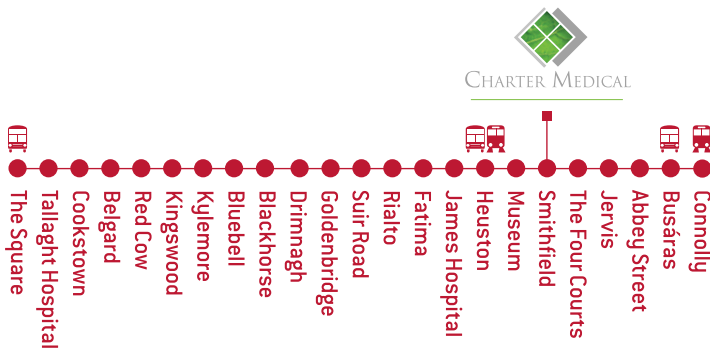 CHARTER MEDICAL
The Square
Tallaght Hospital
Cookstown
Belgard
Red Cow
Kingswood
Kylemore
Bluebell
Blackhorse
Drimnagh
Goldenbridge
Suir Road
Rialto
Fatima
James Hospital
Heuston
Museum
Smithfield
The Four Courts
Jervis
Abbey Street
Busáras
Connolly